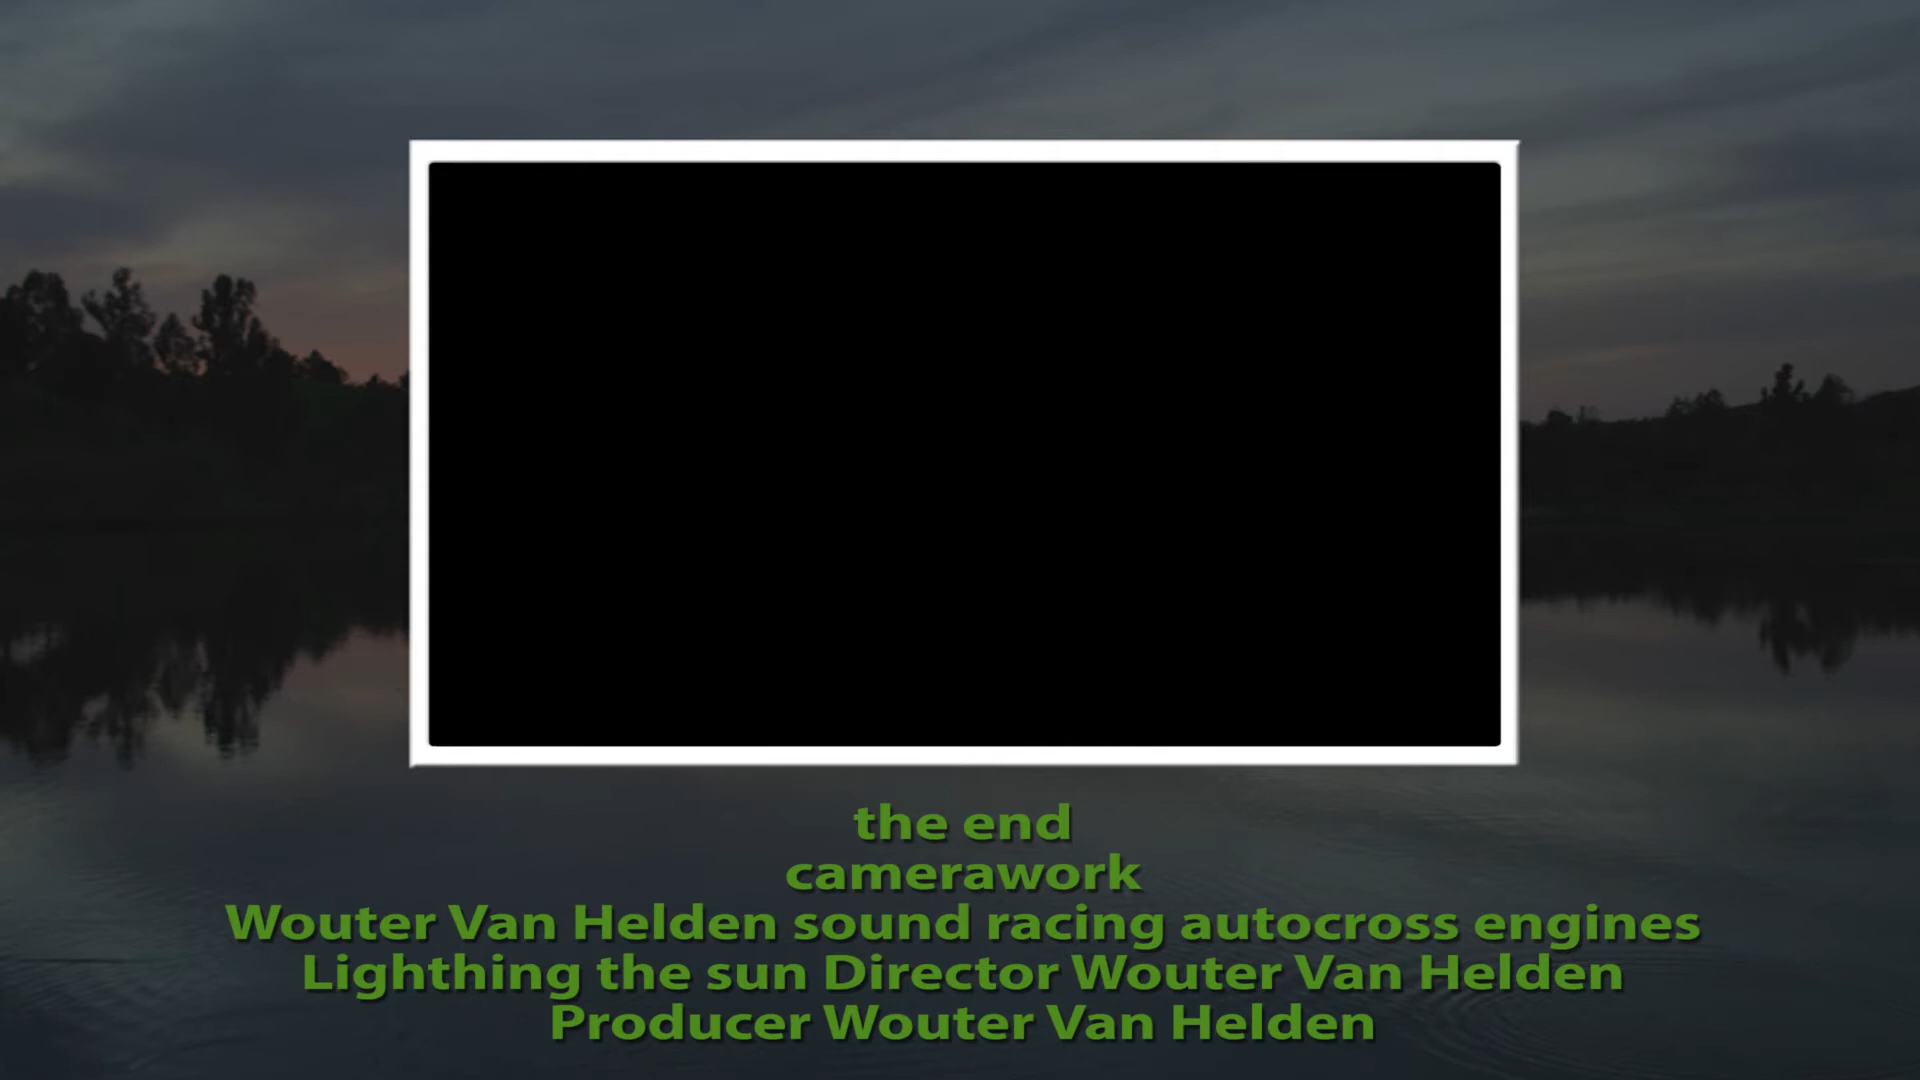 the end
camerawork
Wouter Van Helden sound racing autocross engines
Lighthing the sun Director Wouter Van Helden
Producer Wouter Van Helden